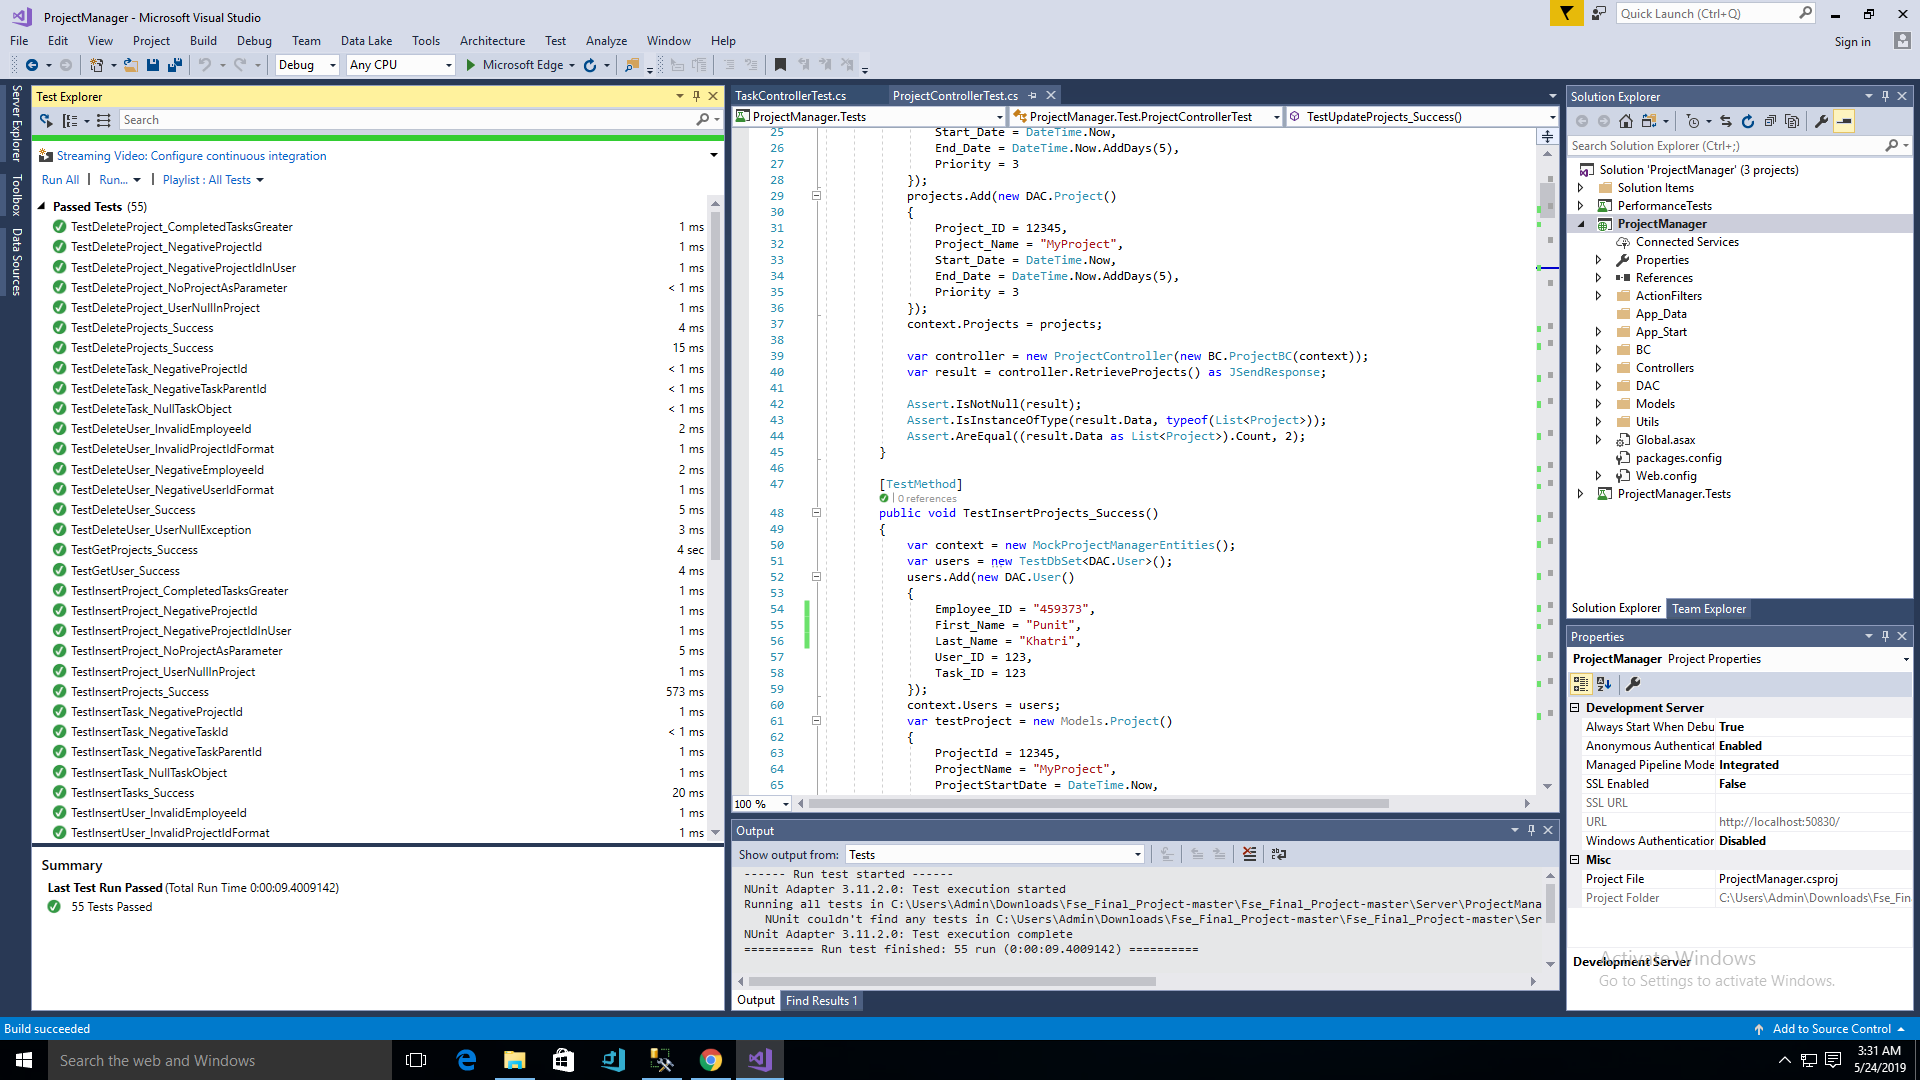 ProjectManager - Microsoft Visual Studio
Quick Launch (Ctrl+Q)
File Edit View Project Build Debug Team Data Lake Tools Architecture Test Analyze Window Help
Sign in
Debug Any CPU Microsoft Edge
Server Explorer
Toolbox
Data Sources
Test Explorer
Search
Streaming Video: Configure continuous integration
Run All | Run... | Playlist : All Tests
Passed Tests (55)
TestDeleteProject_CompletedTasksGreater 1 ms
TestDeleteProject_NegativeProjectId 1 ms
TestDeleteProject_NegativeProjectIdInUser 1 ms
TestDeleteProject_NoProjectAsParameter < 1 ms
TestDeleteProject_UserNullInProject 1 ms
TestDeleteProjects_Success 4 ms
TestDeleteProjects_Success 15 ms
TestDeleteTask_NegativeProjectId < 1 ms
TestDeleteTask_NegativeTaskParentId < 1 ms
TestDeleteTask_NullTaskObject < 1 ms
TestDeleteUser_InvalidEmployeeId 2 ms
TestDeleteUser_InvalidProjectIdFormat 1 ms
TestDeleteUser_NegativeEmployeeId 2 ms
TestDeleteUser_NegativeUserIdFormat 1 ms
TestDeleteUser_Success 5 ms
TestDeleteUser_UserNullException 3 ms
TestGetProjects_Success 4 sec
TestGetUser_Success 4 ms
TestInsertProject_CompletedTasksGreater 1 ms
TestInsertProject_NegativeProjectId 1 ms
TestInsertProject_NegativeProjectIdInUser 1 ms
TestInsertProject_NoProjectAsParameter 5 ms
TestInsertProject_UserNullInProject 1 ms
TestInsertProjects_Success 573 ms
TestInsertTask_NegativeProjectId 1 ms
TestInsertTask_NegativeTaskId < 1 ms
TestInsertTask_NegativeTaskParentId 1 ms
TestInsertTask_NullTaskObject 1 ms
TestInsertTasks_Success 20 ms
TestInsertUser_InvalidEmployeeId 1 ms
TestInsertUser_InvalidProjectIdFormat 1 ms
Summary
Last Test Run Passed (Total Run Time 0:00:09.4009142)
55 Tests Passed
TaskControllerTest.cs ProjectControllerTest.cs
ProjectManager.Tests ProjectManager.Test.ProjectControllerTest TestUpdateProjects_Success()
25 Start_Date = DateTime.Now,
26 End_Date = DateTime.Now.AddDays(5),
27 Priority = 3
28 });
29 projects.Add(new DAC.Project()
30 {
31 Project_ID = 12345,
32 Project_Name = "MyProject",
33 Start_Date = DateTime.Now,
34 End_Date = DateTime.Now.AddDays(5),
35 Priority = 3
36 });
37 context.Projects = projects;
38
39 var controller = new ProjectController(new BC.ProjectBC(context));
40 var result = controller.RetrieveProjects() as JSendResponse;
41
42 Assert.IsNotNull(result);
43 Assert.IsInstanceOfType(result.Data, typeof(List<Project>));
44 Assert.AreEqual((result.Data as List<Project>).Count, 2);
45 }
46
47 [TestMethod]
| 0 references
48 public void TestInsertProjects_Success()
49 {
50 var context = new MockProjectManagerEntities();
51 var users = new TestDbSet<DAC.User>();
52 users.Add(new DAC.User()
53 {
54 Employee_ID = "459373",
55 First_Name = "Punit",
56 Last_Name = "Khatri",
57 User_ID = 123,
58 Task_ID = 123
59 });
60 context.Users = users;
61 var testProject = new Models.Project()
62 {
63 ProjectId = 12345,
64 ProjectName = "MyProject",
65 ProjectStartDate = DateTime.Now,
100 %
Output
Show output from: Tests
------ Run test started ------
NUnit Adapter 3.11.2.0: Test execution started
Running all tests in C:\Users\Admin\Downloads\Fse_Final_Project-master\Fse_Final_Project-master\Server\ProjectMana
NUnit couldn't find any tests in C:\Users\Admin\Downloads\Fse_Final_Project-master\Fse_Final_Project-master\Ser
NUnit Adapter 3.11.2.0: Test execution complete
========== Run test finished: 55 run (0:00:09.4009142) ==========
Output Find Results 1
Solution Explorer
Search Solution Explorer (Ctrl+;)
Solution 'ProjectManager' (3 projects)
Solution Items
PerformanceTests
ProjectManager
Connected Services
Properties
References
ActionFilters
App_Data
App_Start
BC
Controllers
DAC
Models
Utils
Global.asax
packages.config
Web.config
ProjectManager.Tests
Solution Explorer Team Explorer
Properties
ProjectManager Project Properties
Development Server
Always Start When Debu True
Anonymous Authenticat Enabled
Managed Pipeline Mode Integrated
SSL Enabled False
SSL URL
URL http://localhost:50830/
Windows Authentication Disabled
Misc
Project File ProjectManager.csproj
Project Folder C:\Users\Admin\Downloads\Fse_Fin
Development Server
Activate Windows
Go to Settings to activate Windows.
Build succeeded
Add to Source Control
Search the web and Windows
3:31 AM
5/24/2019